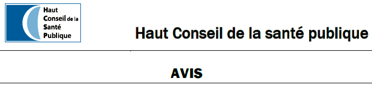 Haut
Conseil de la
Santé
Publique
Haut Conseil de la santé publique
AVIS